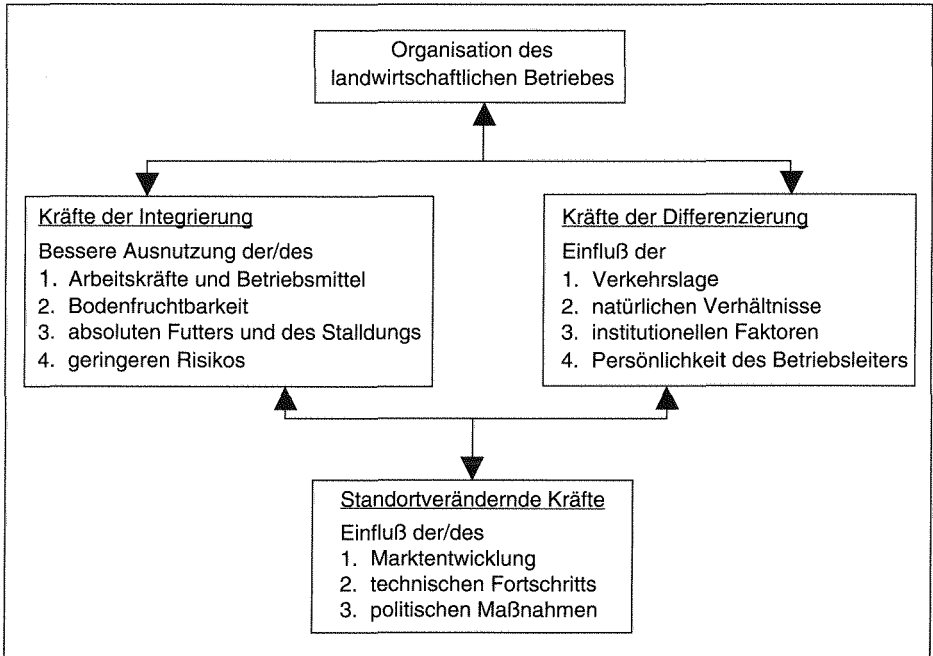 Organisation des
landwirtschaftlichen Betriebes
Kräfte der Integrierung
Bessere Ausnutzung der/des
1. Arbeitskräfte und Betriebsmittel
2. Bodenfruchtbarkeit
3. absoluten Futters und des Stalldungs
4. geringeren Risikos
Kräfte der Differenzierung
Einfluß der
1. Verkehrslage
2. natürlichen Verhältnisse
3. institutionellen Faktoren
4. Persönlichkeit des Betriebsleiters
Standortverändernde Kräfte
Einfluß der/des
1. Marktentwicklung
2. technischen Fortschritts
3. politischen Maßnahmen